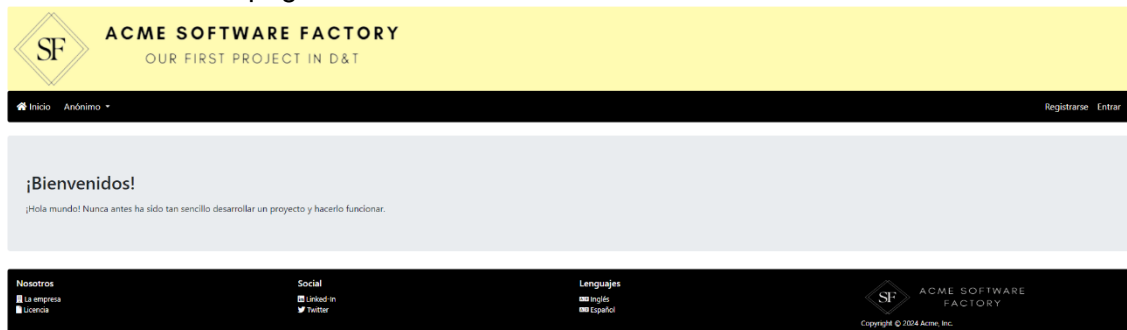 SF
ACME SOFTWARE FACTORY
OUR FIRST PROJECT IN D&T
Inicio Anónimo Registrarse Entrar
¡Bienvenidos!
¡Hola mundo! Nunca antes ha sido tan sencillo desarrollar un proyecto y hacerlo funcionar.
Nosotros
La empresa
Licencia
Social
Linked-In
Twitter
Lenguajes
Inglés
Español
SF
ACME SOFTWARE
FACTORY
Copyright © 2024 Acme, Inc.